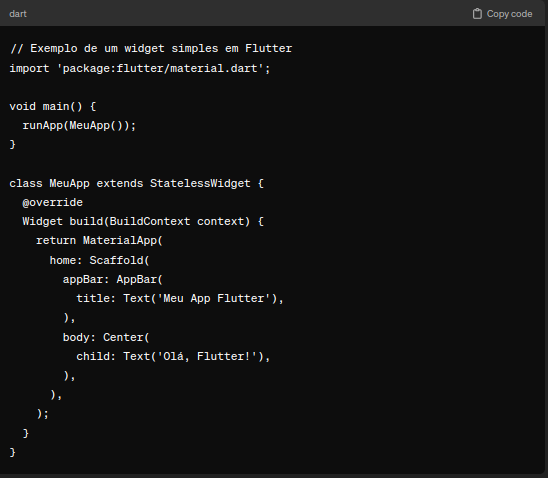 dart
Copy code
// Exemplo de um widget simples em Flutter
import 'package:flutter/material.dart';

void main() {
  runApp(MeuApp());
}

class MeuApp extends StatelessWidget {
  @override
  Widget build(BuildContext context) {
    return MaterialApp(
      home: Scaffold(
        appBar: AppBar(
          title: Text('Meu App Flutter'),
        ),
        body: Center(
          child: Text('Olá, Flutter!'),
        ),
      ),
    );
  }
}